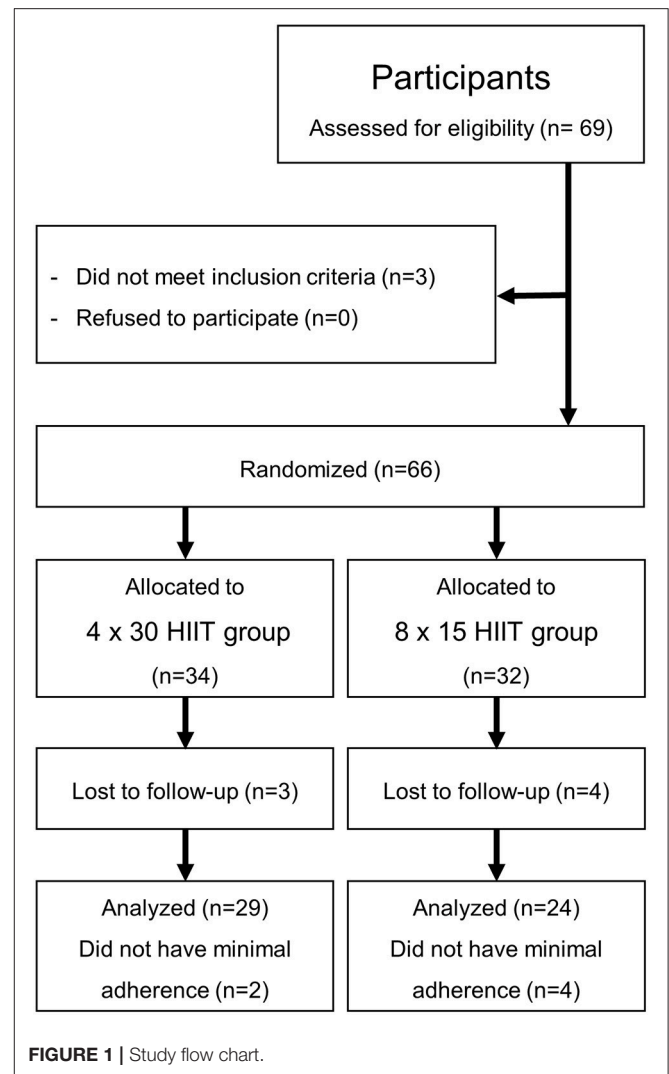 Participants
Assessed for eligibility (n= 69)
- Did not meet inclusion criteria (n=3)
- Refused to participate (n=0)
Randomized (n=66)
Allocated to
4 x 30 HIIT group
(n=34)
Allocated to
8 x 15 HIIT group
(n=32)
Lost to follow-up (n=3)
Lost to follow-up (n=4)
Analyzed (n=29)
Did not have minimal
adherence (n=2)
Analyzed (n=24)
Did not have minimal
adherence (n=4)
FIGURE 1 | Study flow chart.